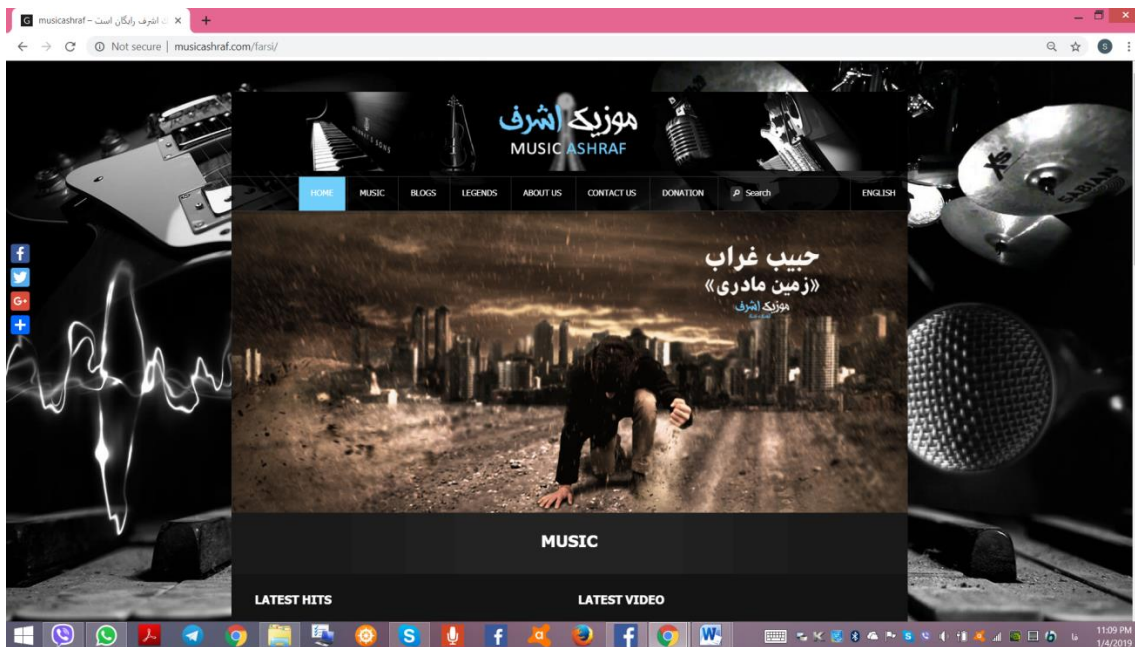 musicashraf – ك اشرف رایگان است
Not secure | musicashraf.com/farsi/
موزیک اشرف
MUSIC ASHRAF
HOME MUSIC BLOGS LEGENDS ABOUT US CONTACT US DONATION Search ENGLISH
حبیب غراب
«زمین مادری»
موزیک اشرف
MUSIC
LATEST HITS LATEST VIDEO
11:09 PM
1/4/2019